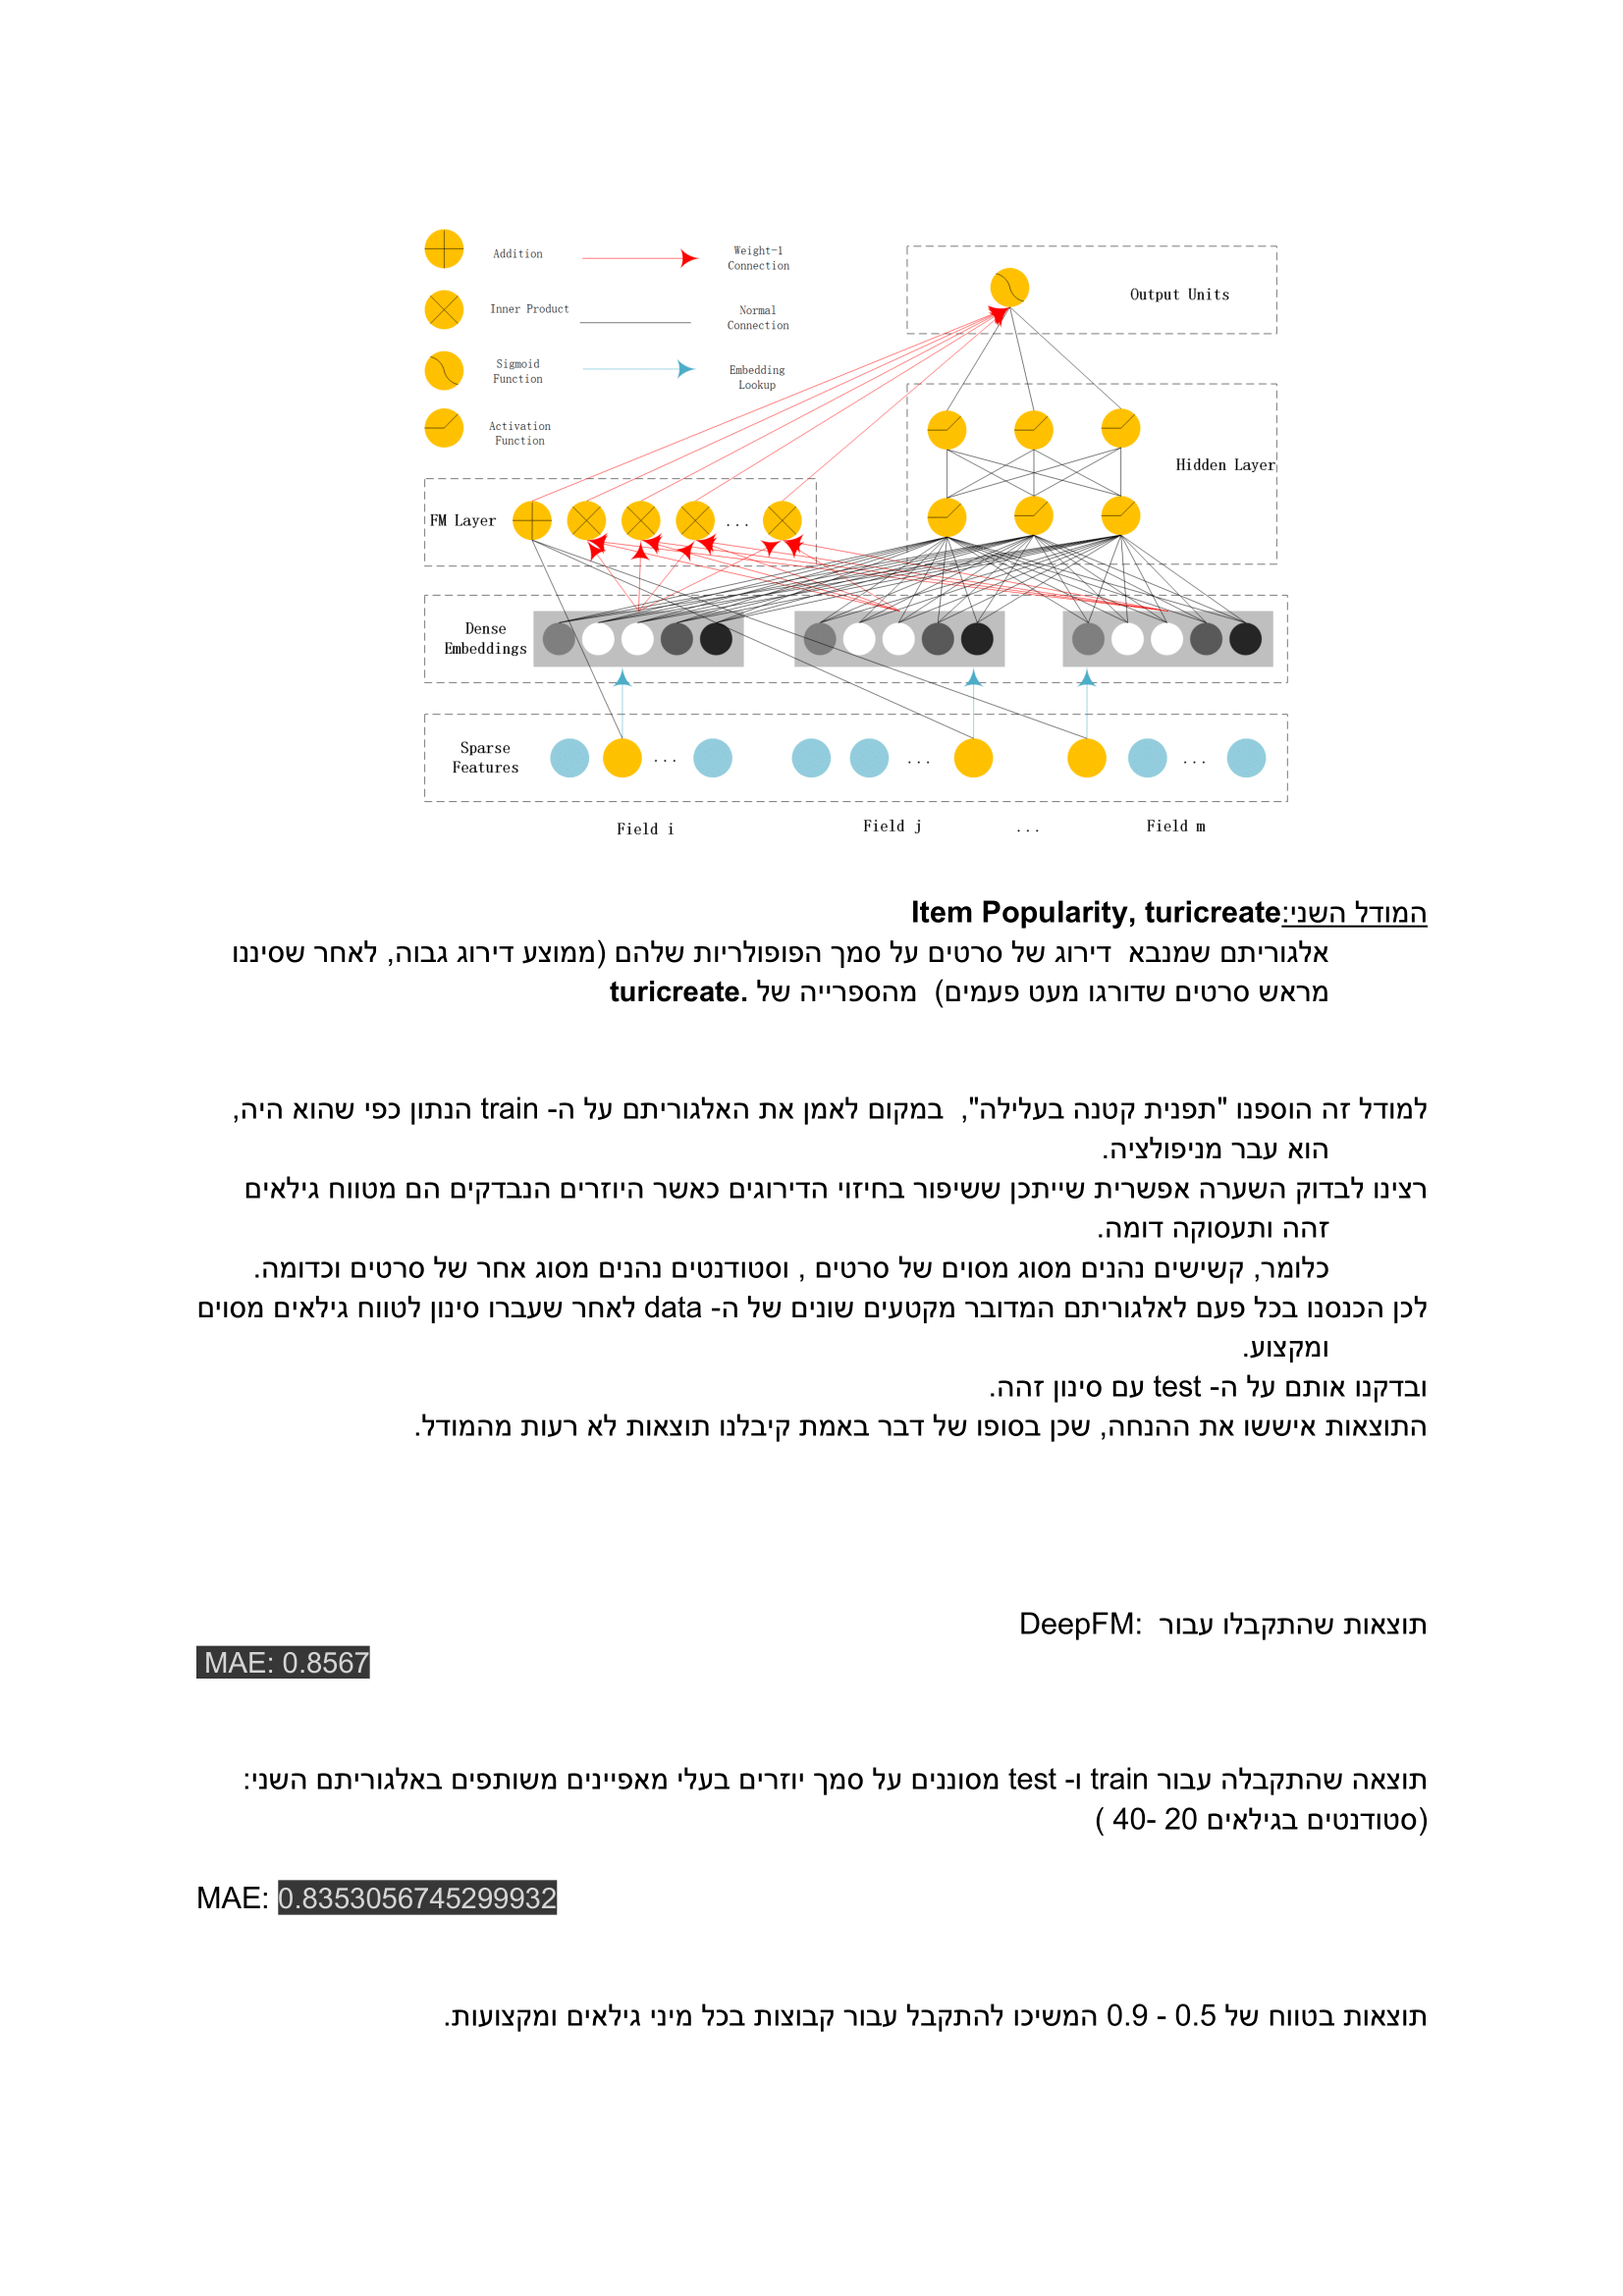 Addition
Weight-1
Connection
Inner Product
Normal
Connection
Sigmoid
Function
Embedding
Lookup
Activation
Function
Output Units
Hidden Layer
FM Layer
...
Dense
Embeddings
Sparse
Features
...
...
...
Field i
Field j
...
Field m
המודל השני:Item Popularity, turicreate
אלגוריתם שמנבא דירוג של סרטים על סמך הפופולריות שלהם (ממוצע דירוג גבוה, לאחר שסיננו
מראש סרטים שדורגו מעט פעמים) מהספרייה של turicreate.
למודל זה הוספנו "תפנית קטנה בעלילה", במקום לאמן את האלגוריתם על ה- train הנתון כפי שהוא היה,
הוא עבר מניפולציה.
רצינו לבדוק השערה אפשרית שייתכן ששיפור בחיזוי הדירוגים כאשר היוזרים הנבדקים הם מטווח גילאים
זהה ותעסוקה דומה.
כלומר, קשישים נהנים מסוג מסוים של סרטים , וסטודנטים נהנים מסוג אחר של סרטים וכדומה.
לכן הכנסנו בכל פעם לאלגוריתם המדובר מקטעים שונים של ה- data לאחר שעברו סינון לטווח גילאים מסוים
ומקצוע.
ובדקנו אותם על ה- test עם סינון זהה.
התוצאות איששו את ההנחה, שכן בסופו של דבר באמת קיבלנו תוצאות לא רעות מהמודל.
תוצאות שהתקבלו עבור DeepFM:
MAE: 0.8567
תוצאה שהתקבלה עבור train ו- test מסוננים על סמך יוזרים בעלי מאפיינים משותפים באלגוריתם השני:
(סטודנטים בגילאים 20 -40 )
MAE: 0.8353056745299932
תוצאות בטווח של 0.5 - 0.9 המשיכו להתקבל עבור קבוצות בכל מיני גילאים ומקצועות.